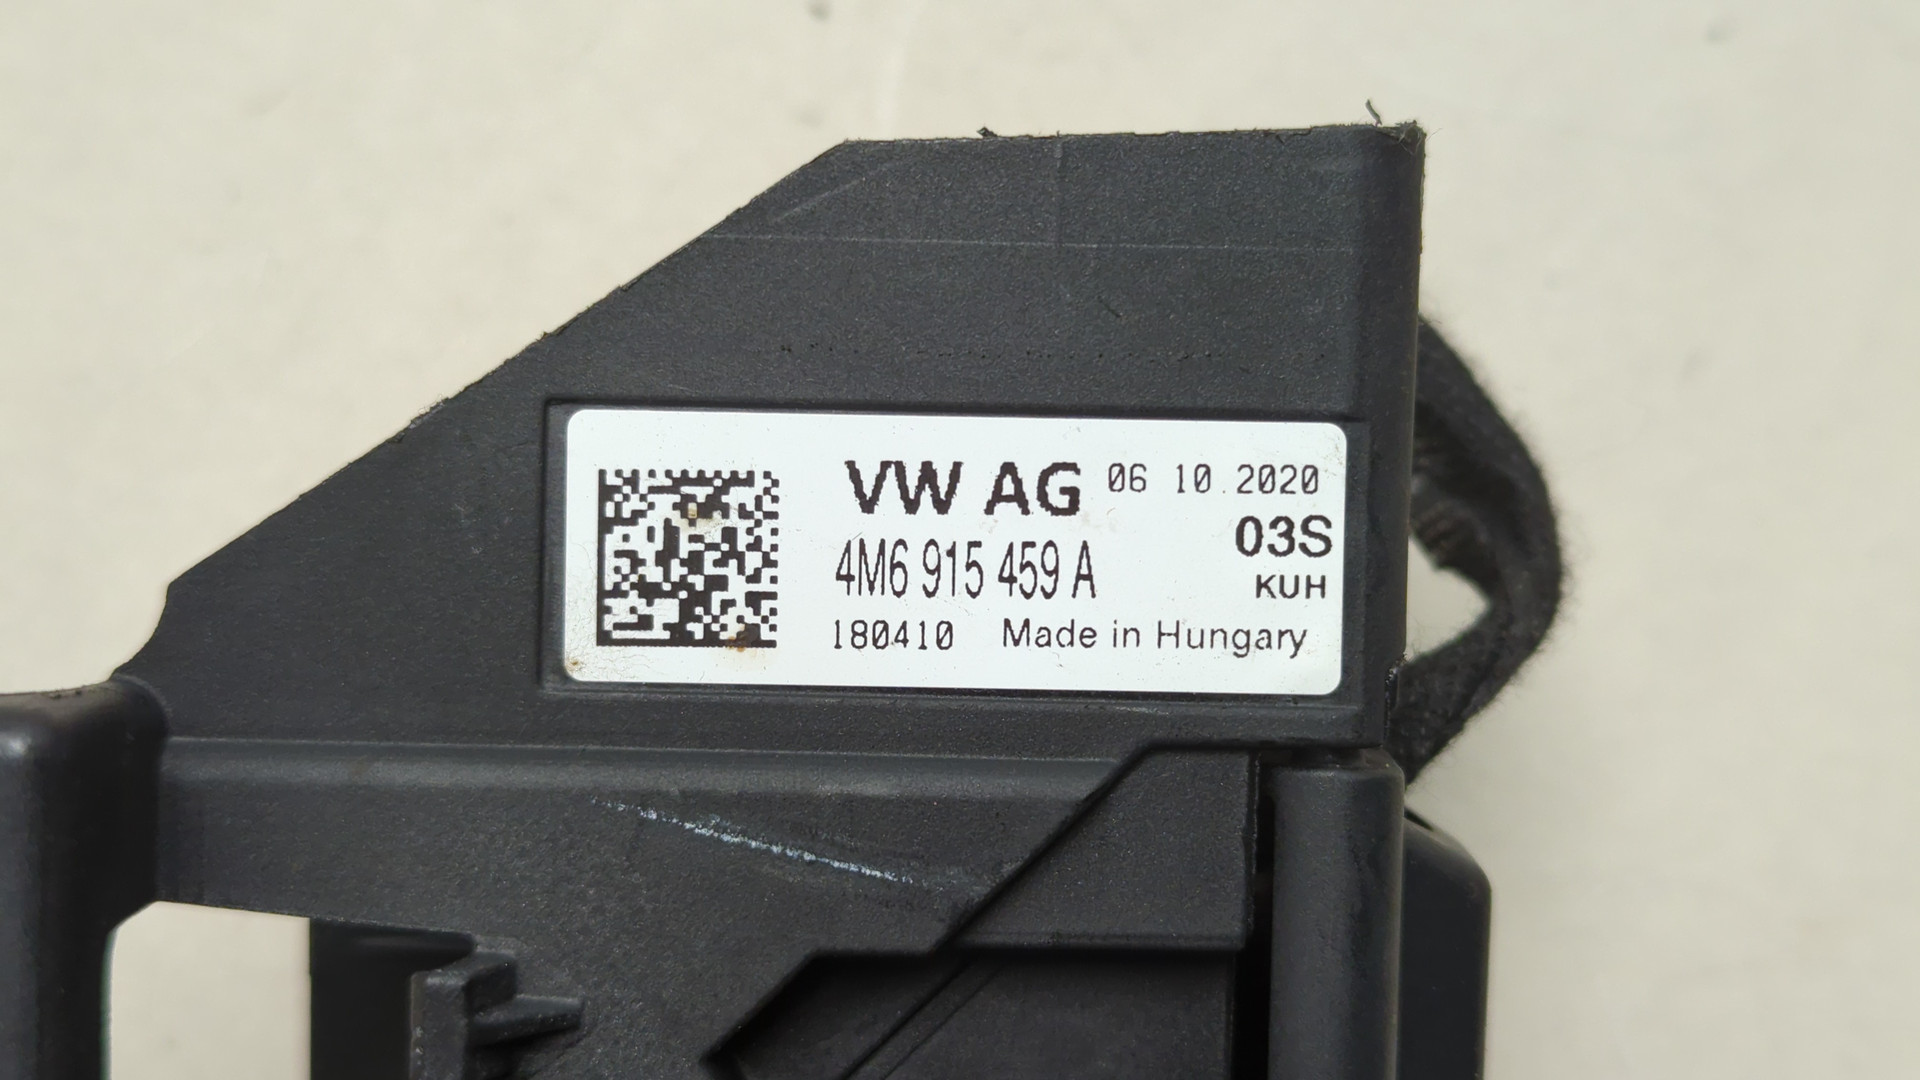 VW AG 06 10.2020
03S
4M6 915 459 A
KUH
180410 Made in Hungary